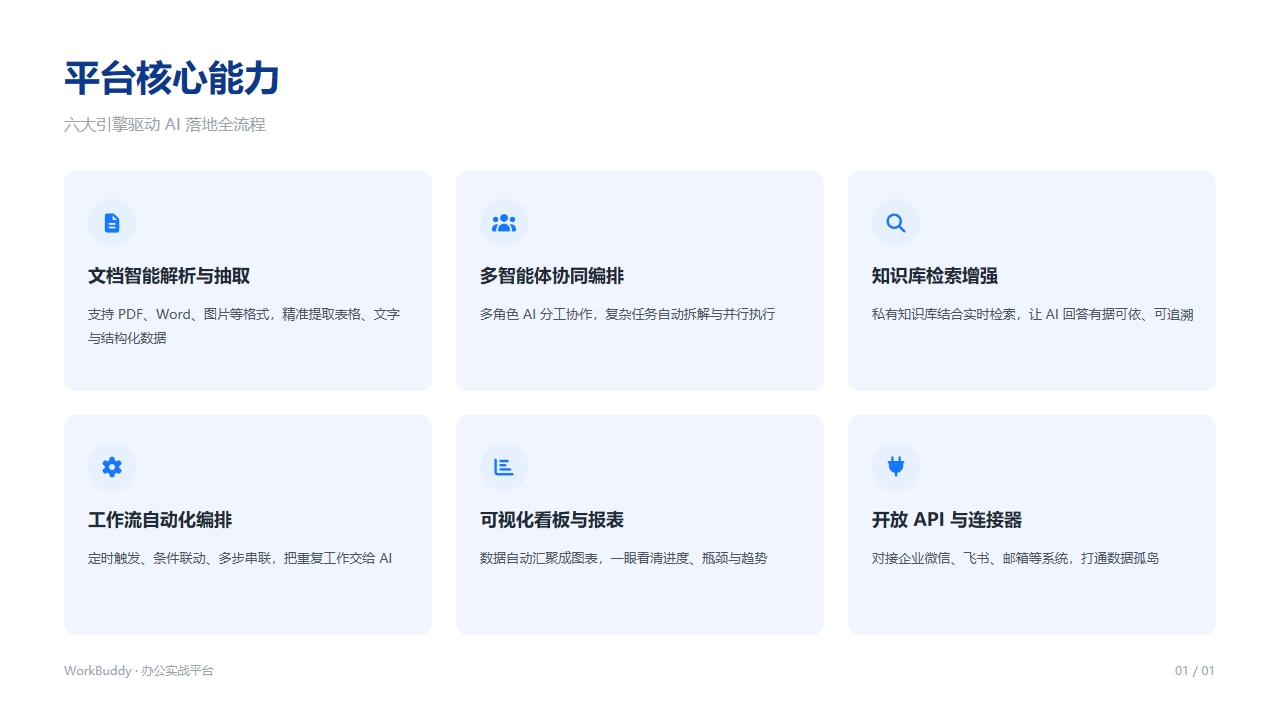 平台核心能力
六大引擎驱动 AI 落地全流程
文档智能解析与抽取
支持 PDF、Word、图片等格式，精准提取表格、文字
与结构化数据
多智能体协同编排
多角色 AI 分工协作，复杂任务自动拆解与并行执行
知识库检索增强
私有知识库结合实时检索，让 AI 回答有据可依、可追溯
工作流自动化编排
定时触发、条件联动、多步串联，把重复工作交给 AI
可视化看板与报表
数据自动汇聚成图表，一眼看清进度、瓶颈与趋势
开放 API 与连接器
对接企业微信、飞书、邮箱等系统，打通数据孤岛
WorkBuddy · 办公实战平台
01 / 01